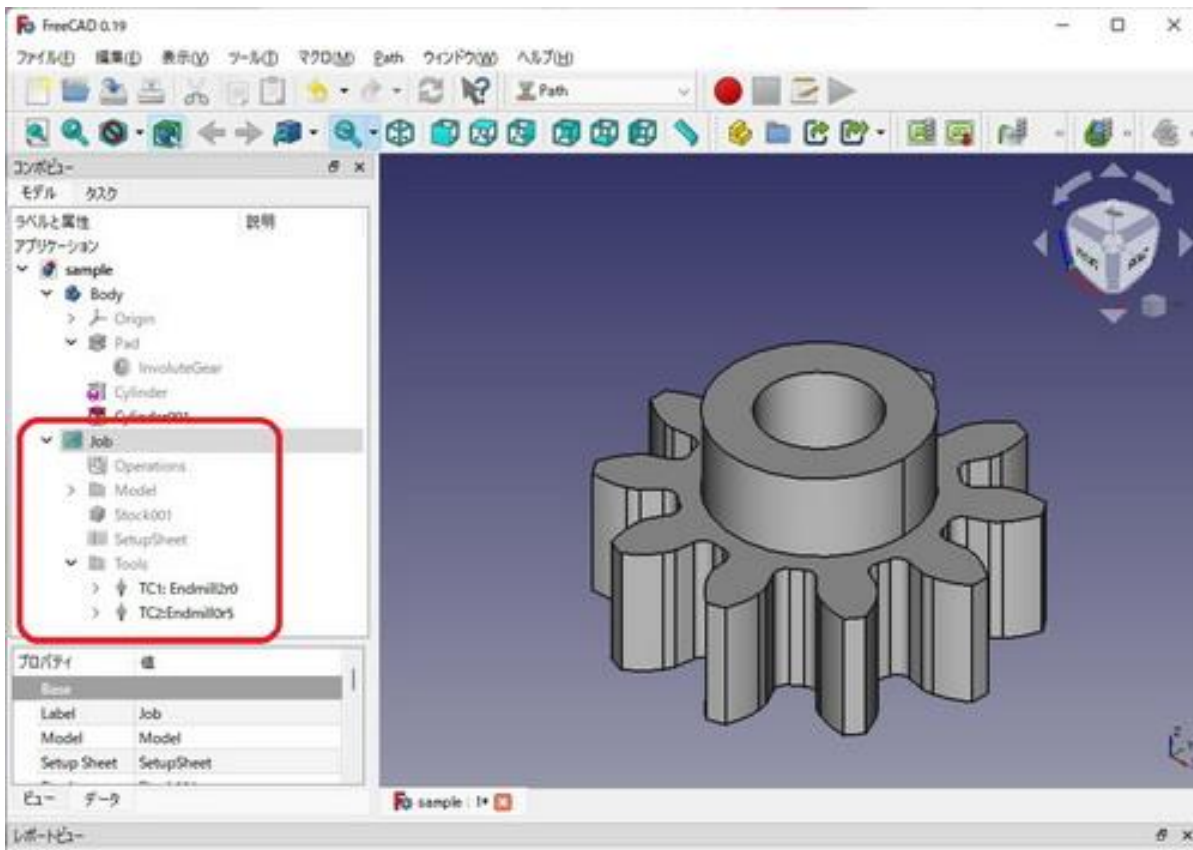 FreeCAD 0.19
ファイル(F) 編集(E) 表示(V) ツール(T) マクロ(M) Path ウィンドウ(W) ヘルプ(H)
Path
コンボビュー
モデル タスク
ラベルと属性 説明
アプリケーション
sample
Body
Origin
Pad
InvoluteGear
Cylinder
Cylinder001
Job
Operations
Model
Stock001
SetupSheet
Tools
TC1: Endmill2r0
TC2:Endmill0r5
プロパティ 値
Base
Label Job
Model Model
Setup Sheet SetupSheet
ビュー データ
sample : 1*
レポートビュー